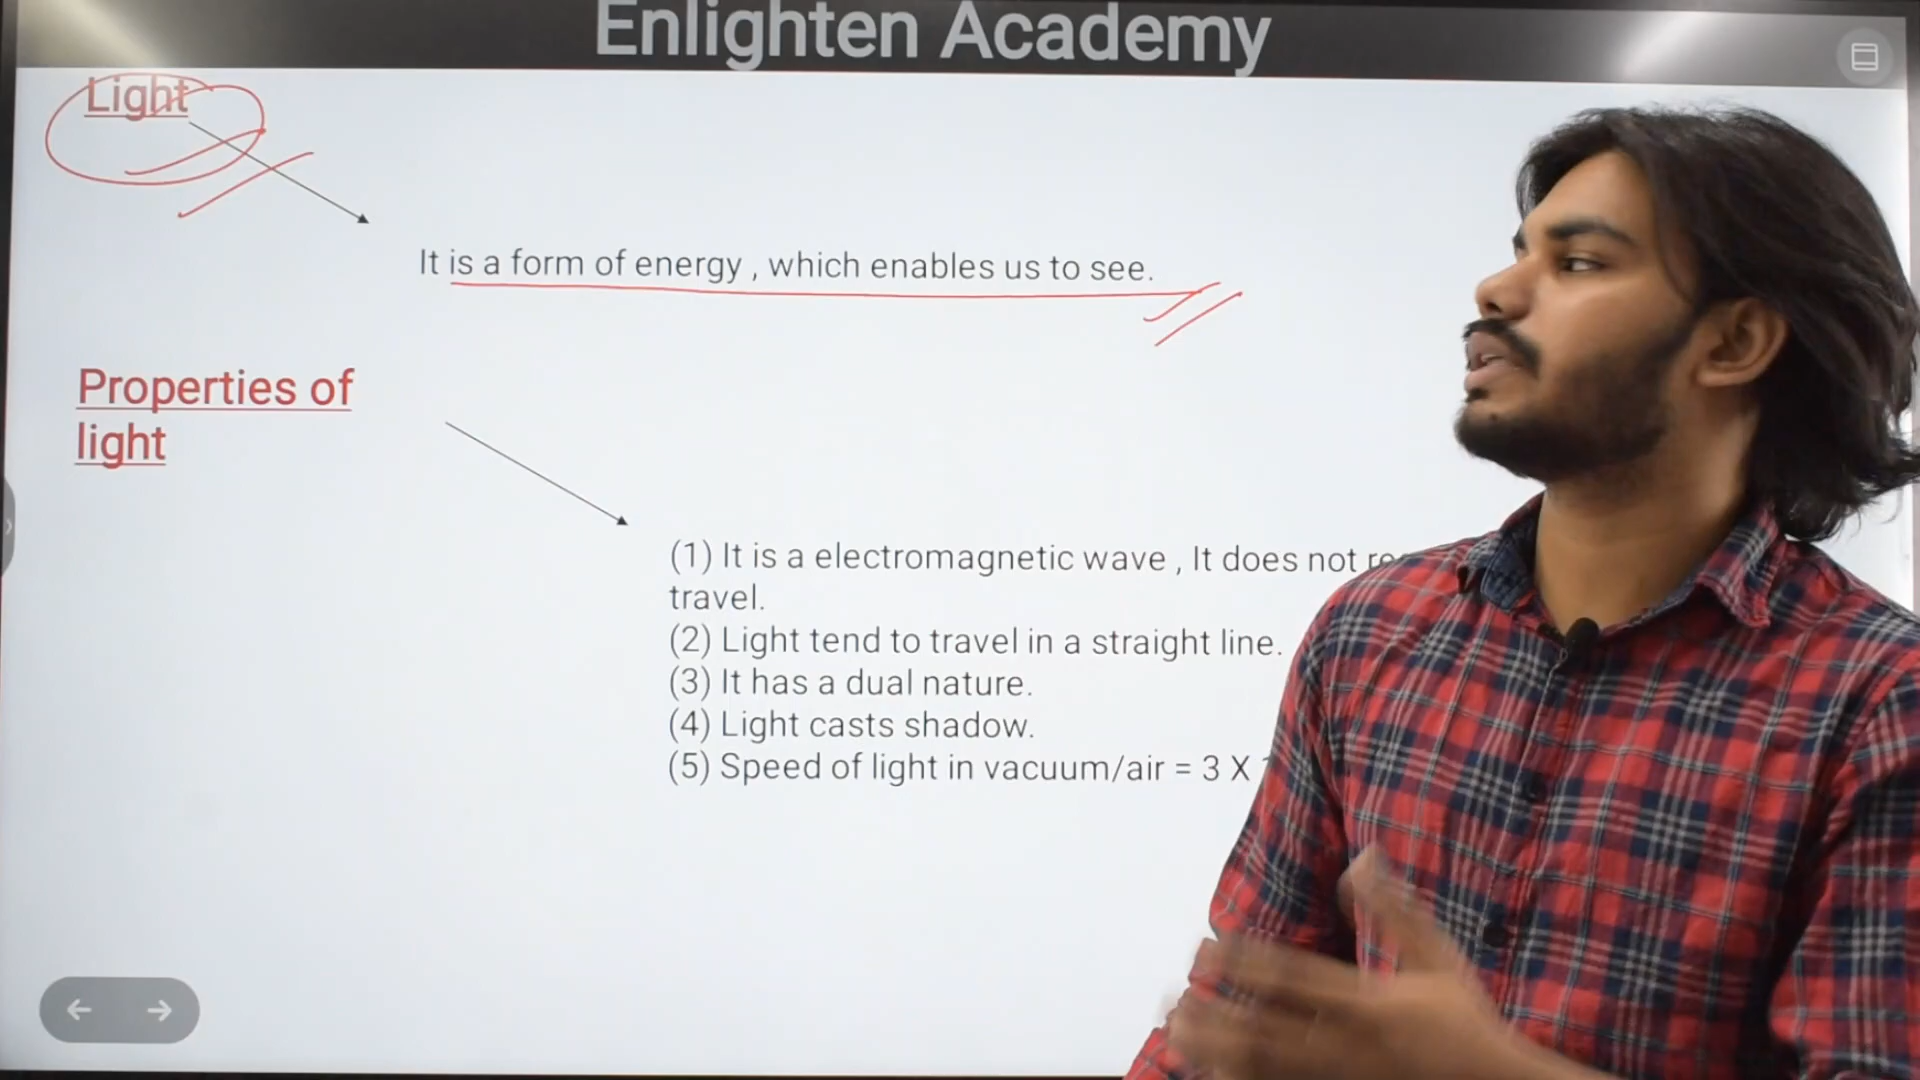 Enlighten Academy
Light
It is a form of energy , which enables us to see.
Properties of
light
(1) It is a electromagnetic wave , It does not
travel.
(2) Light tend to travel in a straight line.
(3) It has a dual nature.
(4) Light casts shadow.
(5) Speed of light in vacuum/air = 3 X